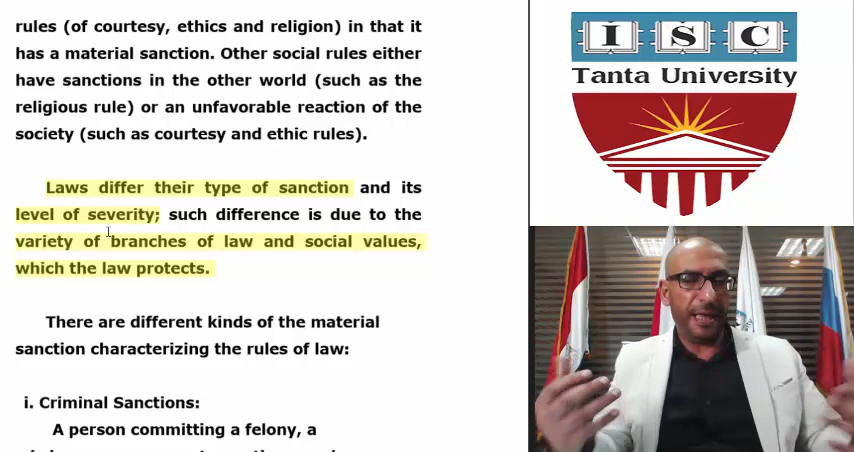 rules (of courtesy, ethics and religion) in that it
has a material sanction. Other social rules either
have sanctions in the other world (such as the
religious rule) or an unfavorable reaction of the
society (such as courtesy and ethic rules).
Laws differ their type of sanction and its
level of severity; such difference is due to the
variety of branches of law and social values,
which the law protects.
There are different kinds of the material
sanction characterizing the rules of law:
i. Criminal Sanctions:
A person committing a felony, a
I S C
Tanta University